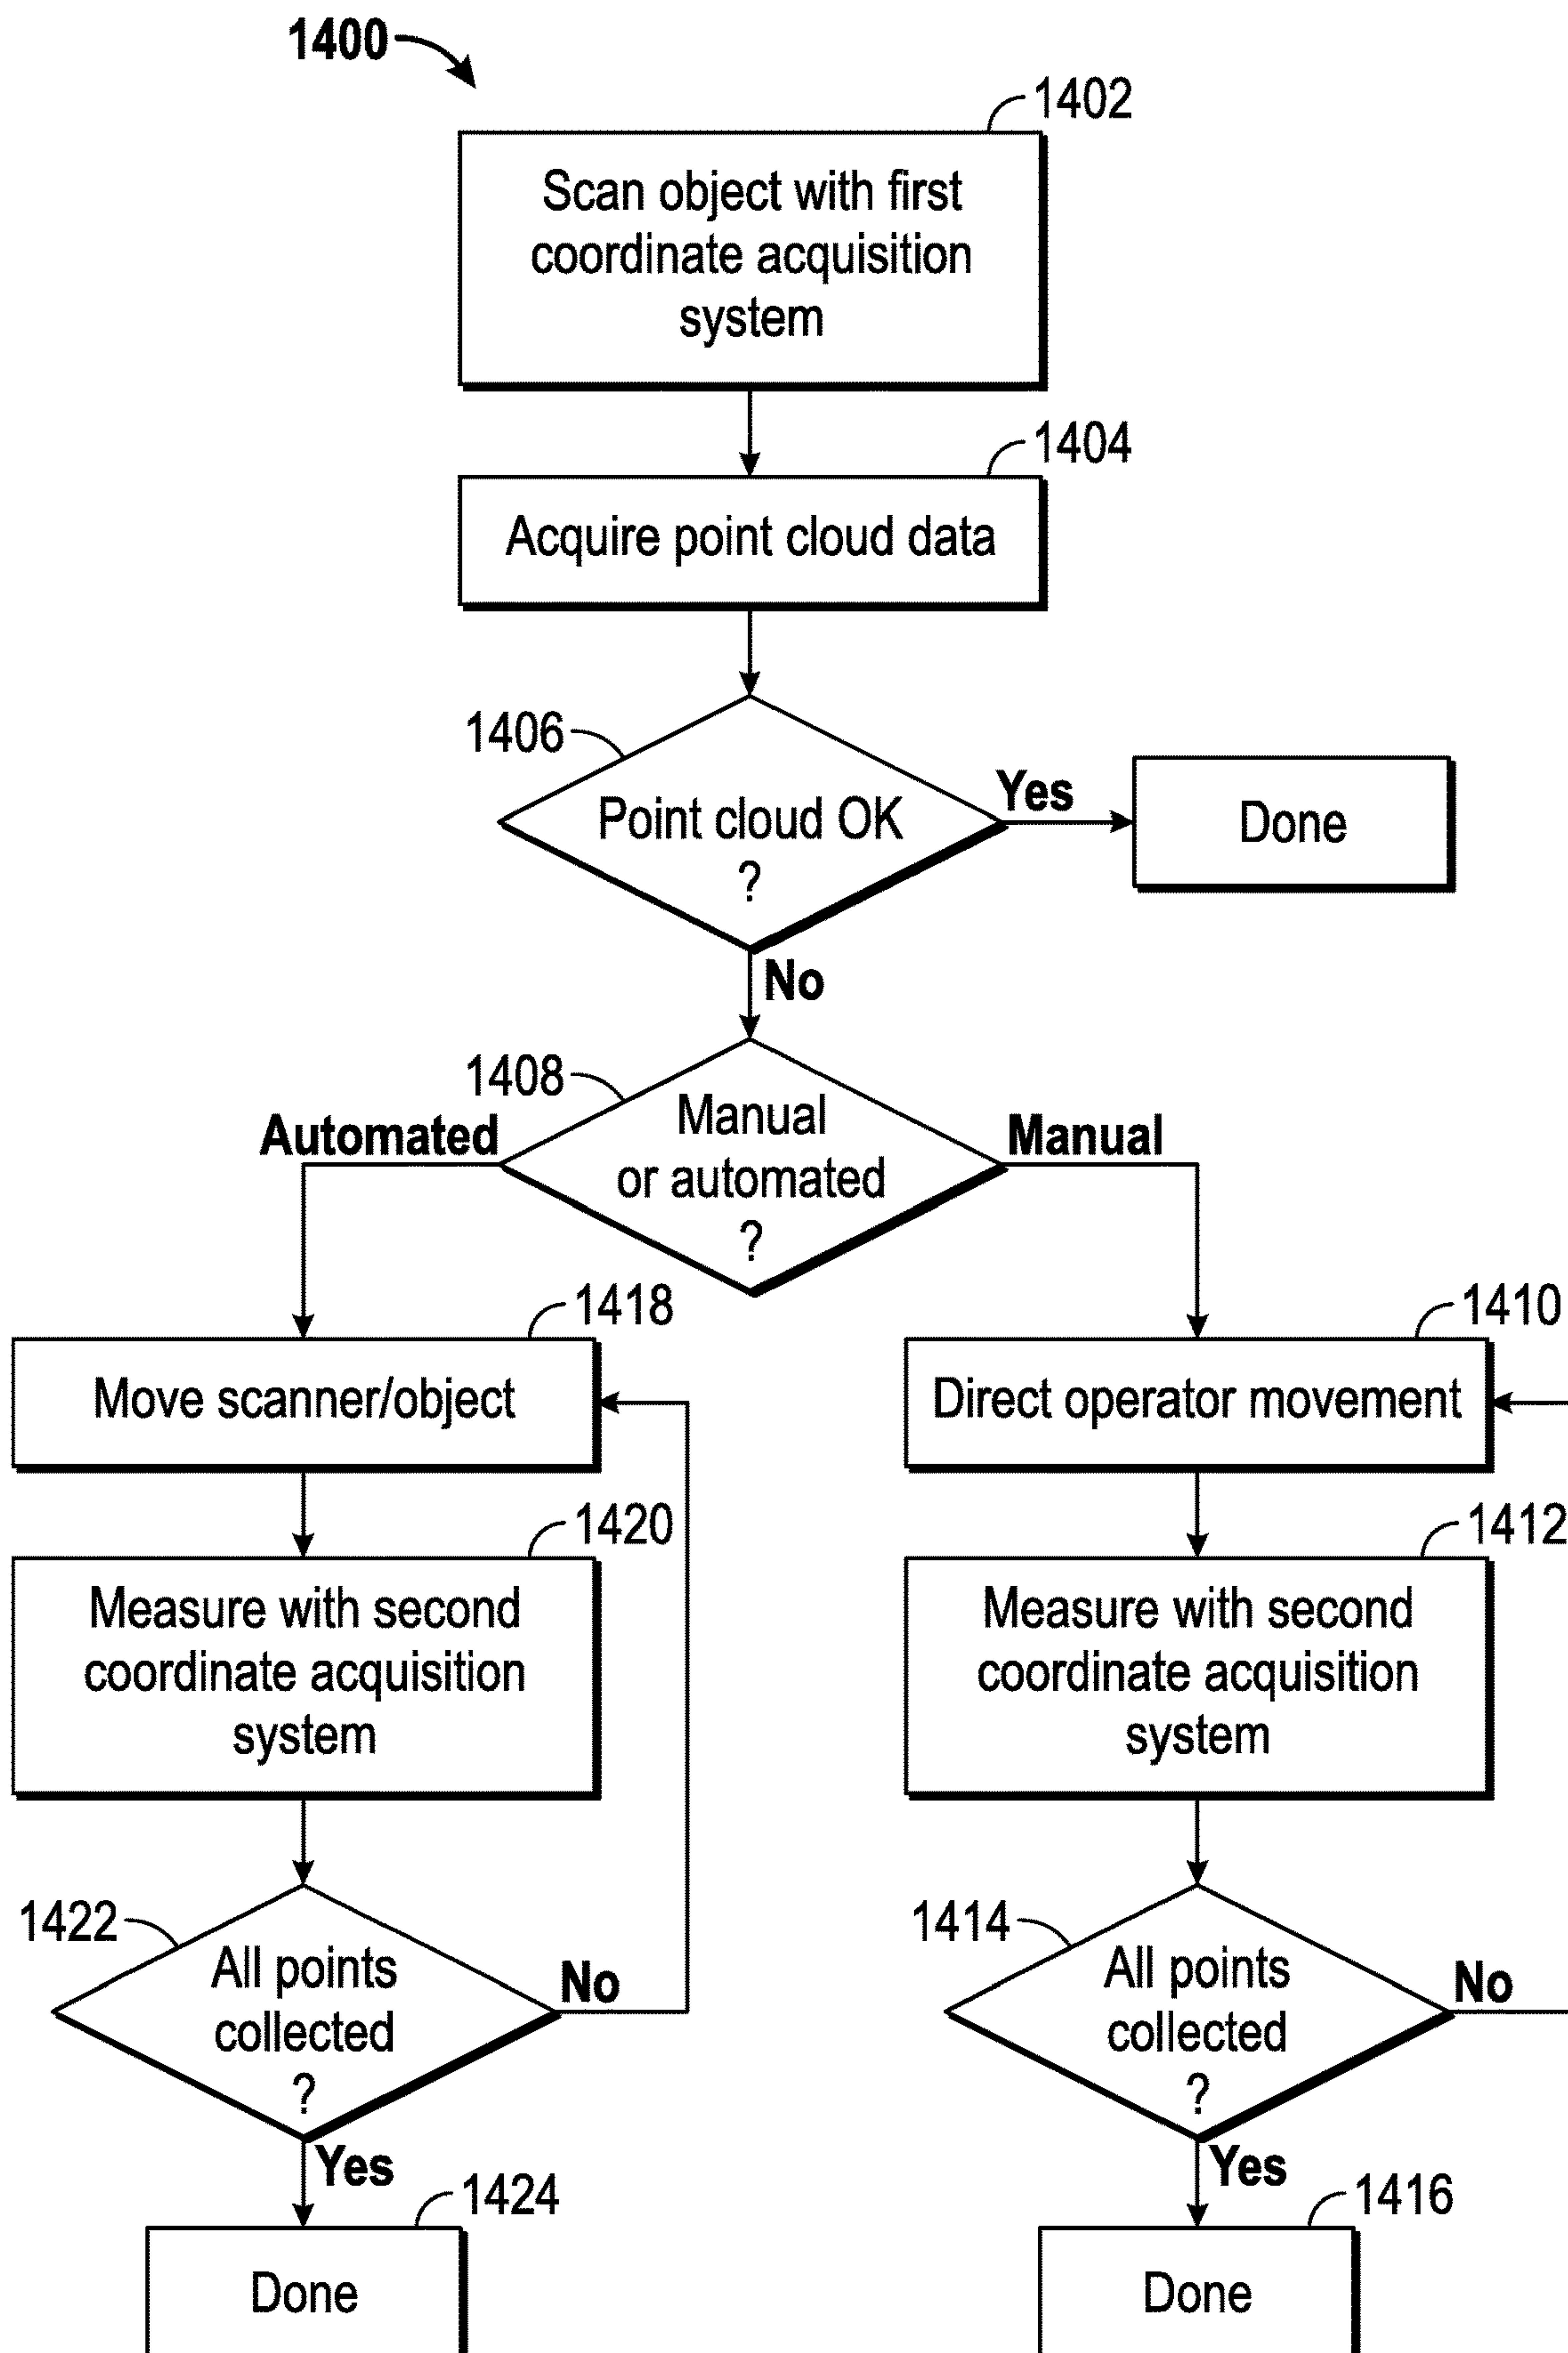 1400
1402
Scan object with first
coordinate acquisition
system
1404
Acquire point cloud data
1406
Point cloud OK
?
Yes
Done
No
1408
Manual
or automated
?
Automated
Manual
1418
Move scanner/object
1410
Direct operator movement
1420
Measure with second
coordinate acquisition
system
1412
Measure with second
coordinate acquisition
system
1422
All points
collected
?
No
1414
All points
collected
?
No
Yes
1424
Done
Yes
1416
Done